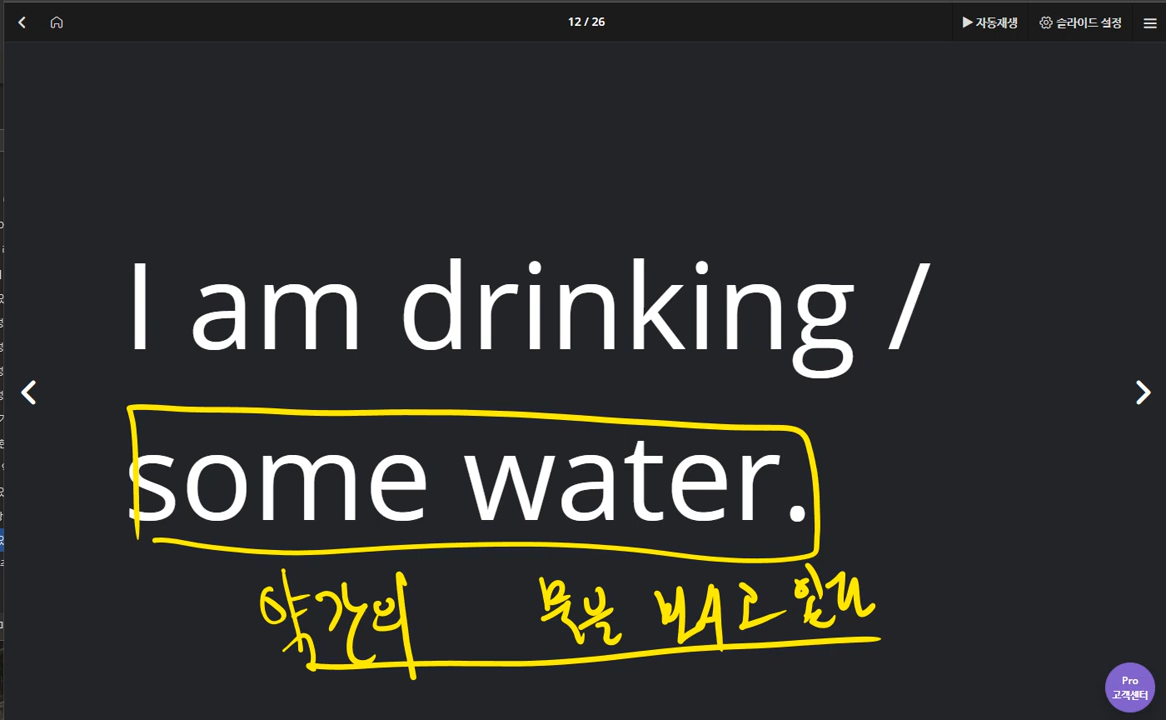 12 / 26
▶ 자동재생
슬라이드 설정
I am drinking /
some water.
약간의 물을 마시고 있다
Pro
고객센터